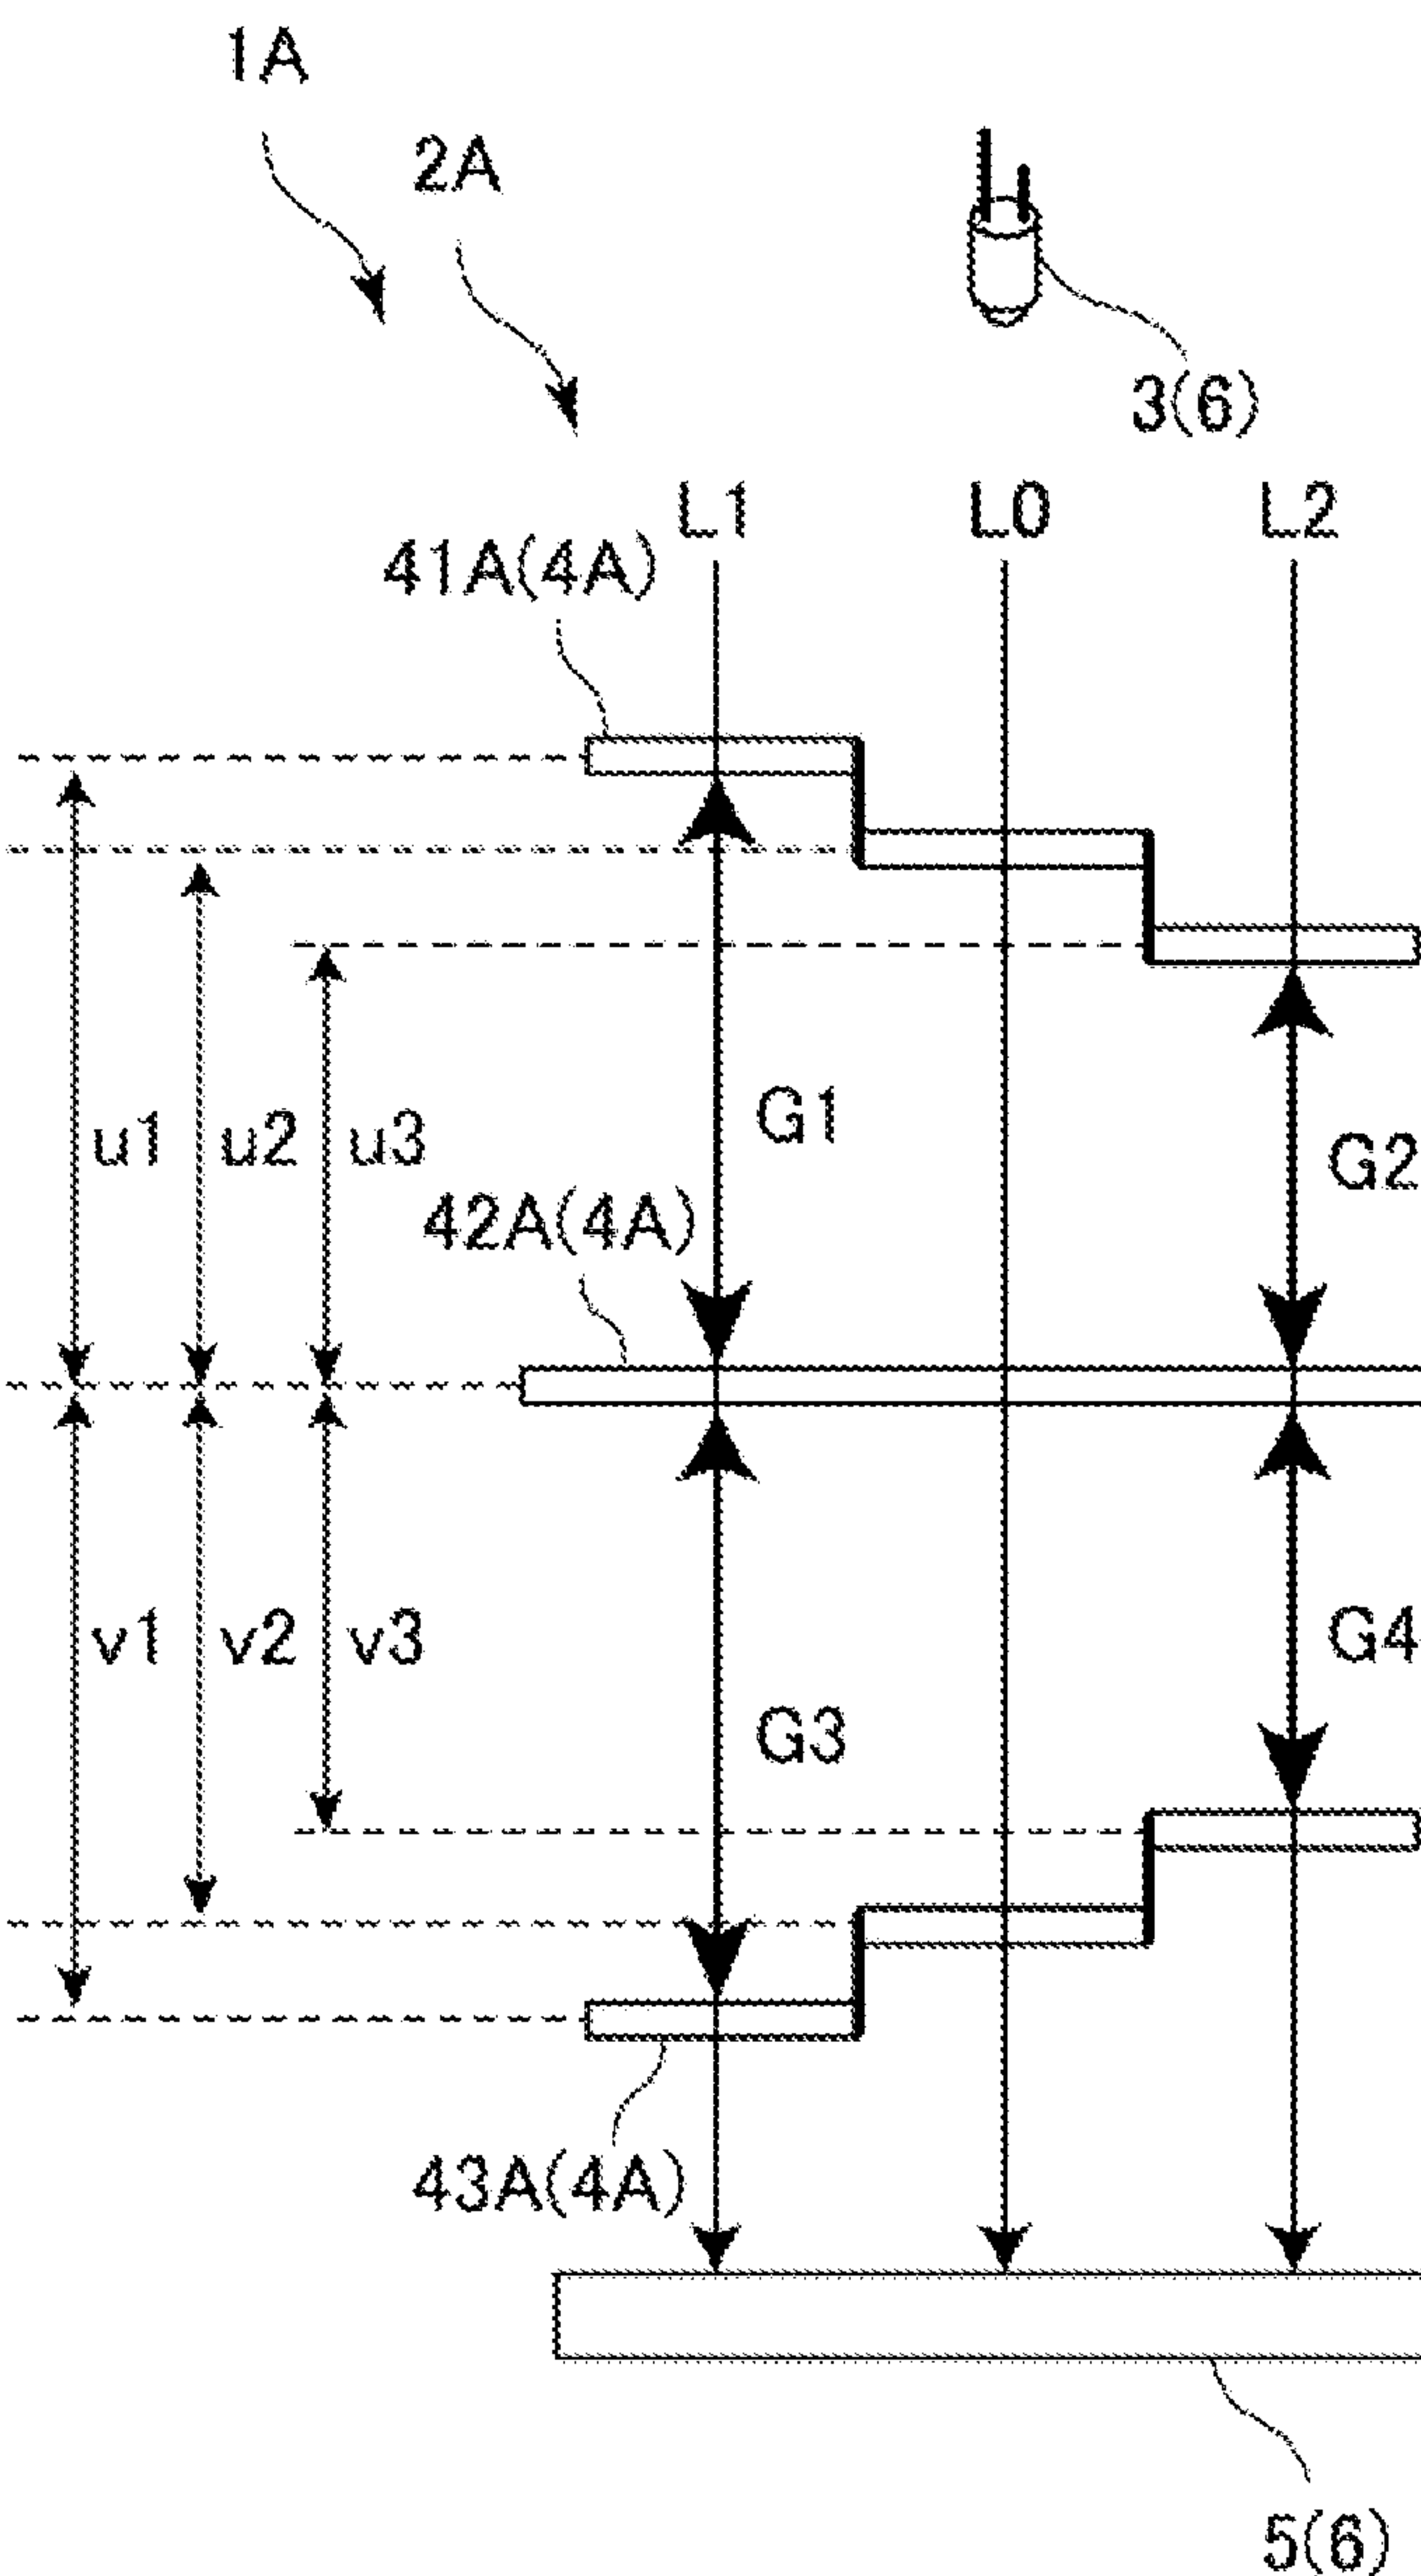 1A
2A
3(6)
L1 L0 L2
41A(4A)
G1
u1 u2 u3
G2
42A(4A)
v1 v2 v3
G4
G3
43A(4A)
5(6)